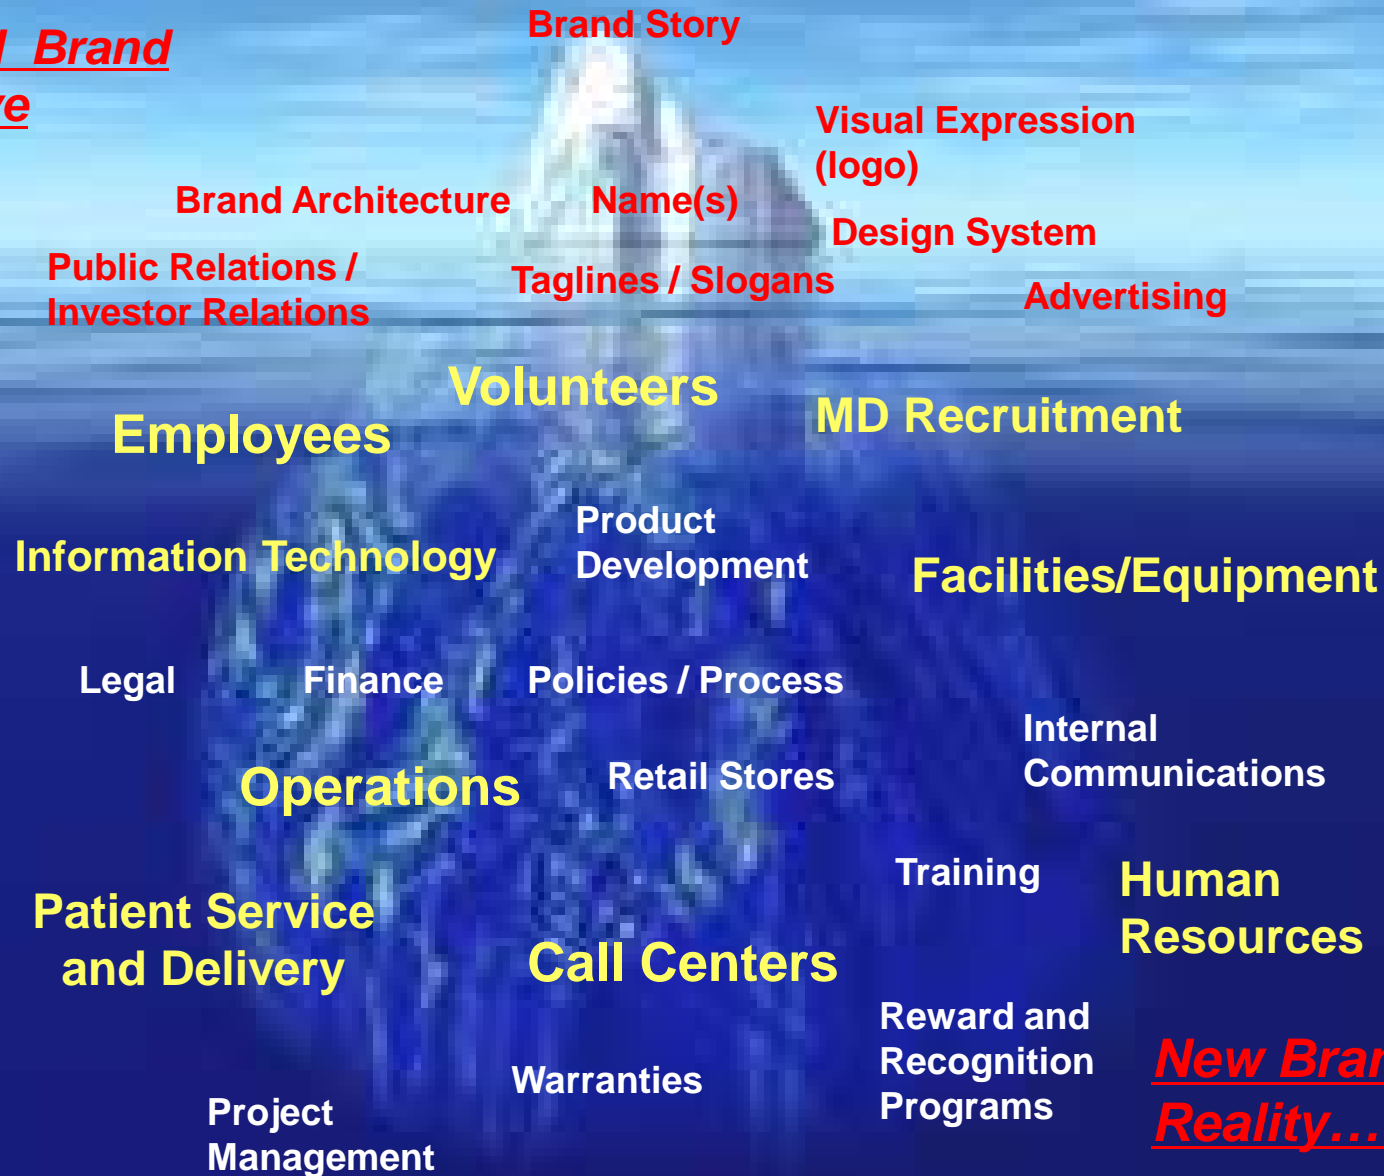 Brand Story
Brand
Visual Expression
(logo)
Brand Architecture
Name(s)
Design System
Public Relations /
Investor Relations
Taglines / Slogans
Advertising
Volunteers
MD Recruitment
Employees
Product
Development
Information Technology
Facilities/Equipment
Legal
Finance
Policies / Process
Internal
Communications
Operations
Retail Stores
Training
Human
Resources
Patient Service
and Delivery
Call Centers
Reward and
Recognition
Programs
New
Reality...
Warranties
Project
Management